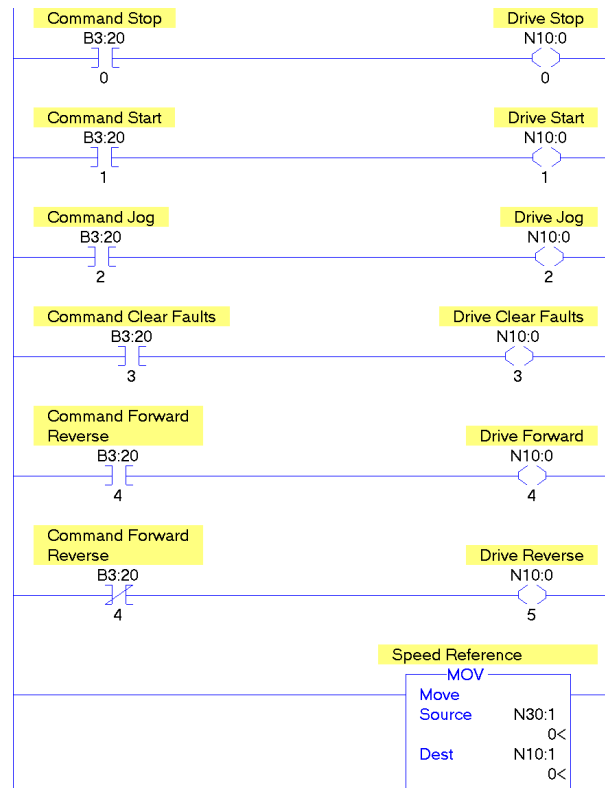 Command Stop Drive Stop
B3:20 N10:0
0 0
Command Start Drive Start
B3:20 N10:0
1 1
Command Jog Drive Jog
B3:20 N10:0
2 2
Command Clear Faults Drive Clear Faults
B3:20 N10:0
3 3
Command Forward
Reverse Drive Forward
B3:20 N10:0
4 4
Command Forward
Reverse Drive Reverse
B3:20 N10:0
4 5
Speed Reference
MOV
Move
Source N30:1
0<
Dest N10:1
0<